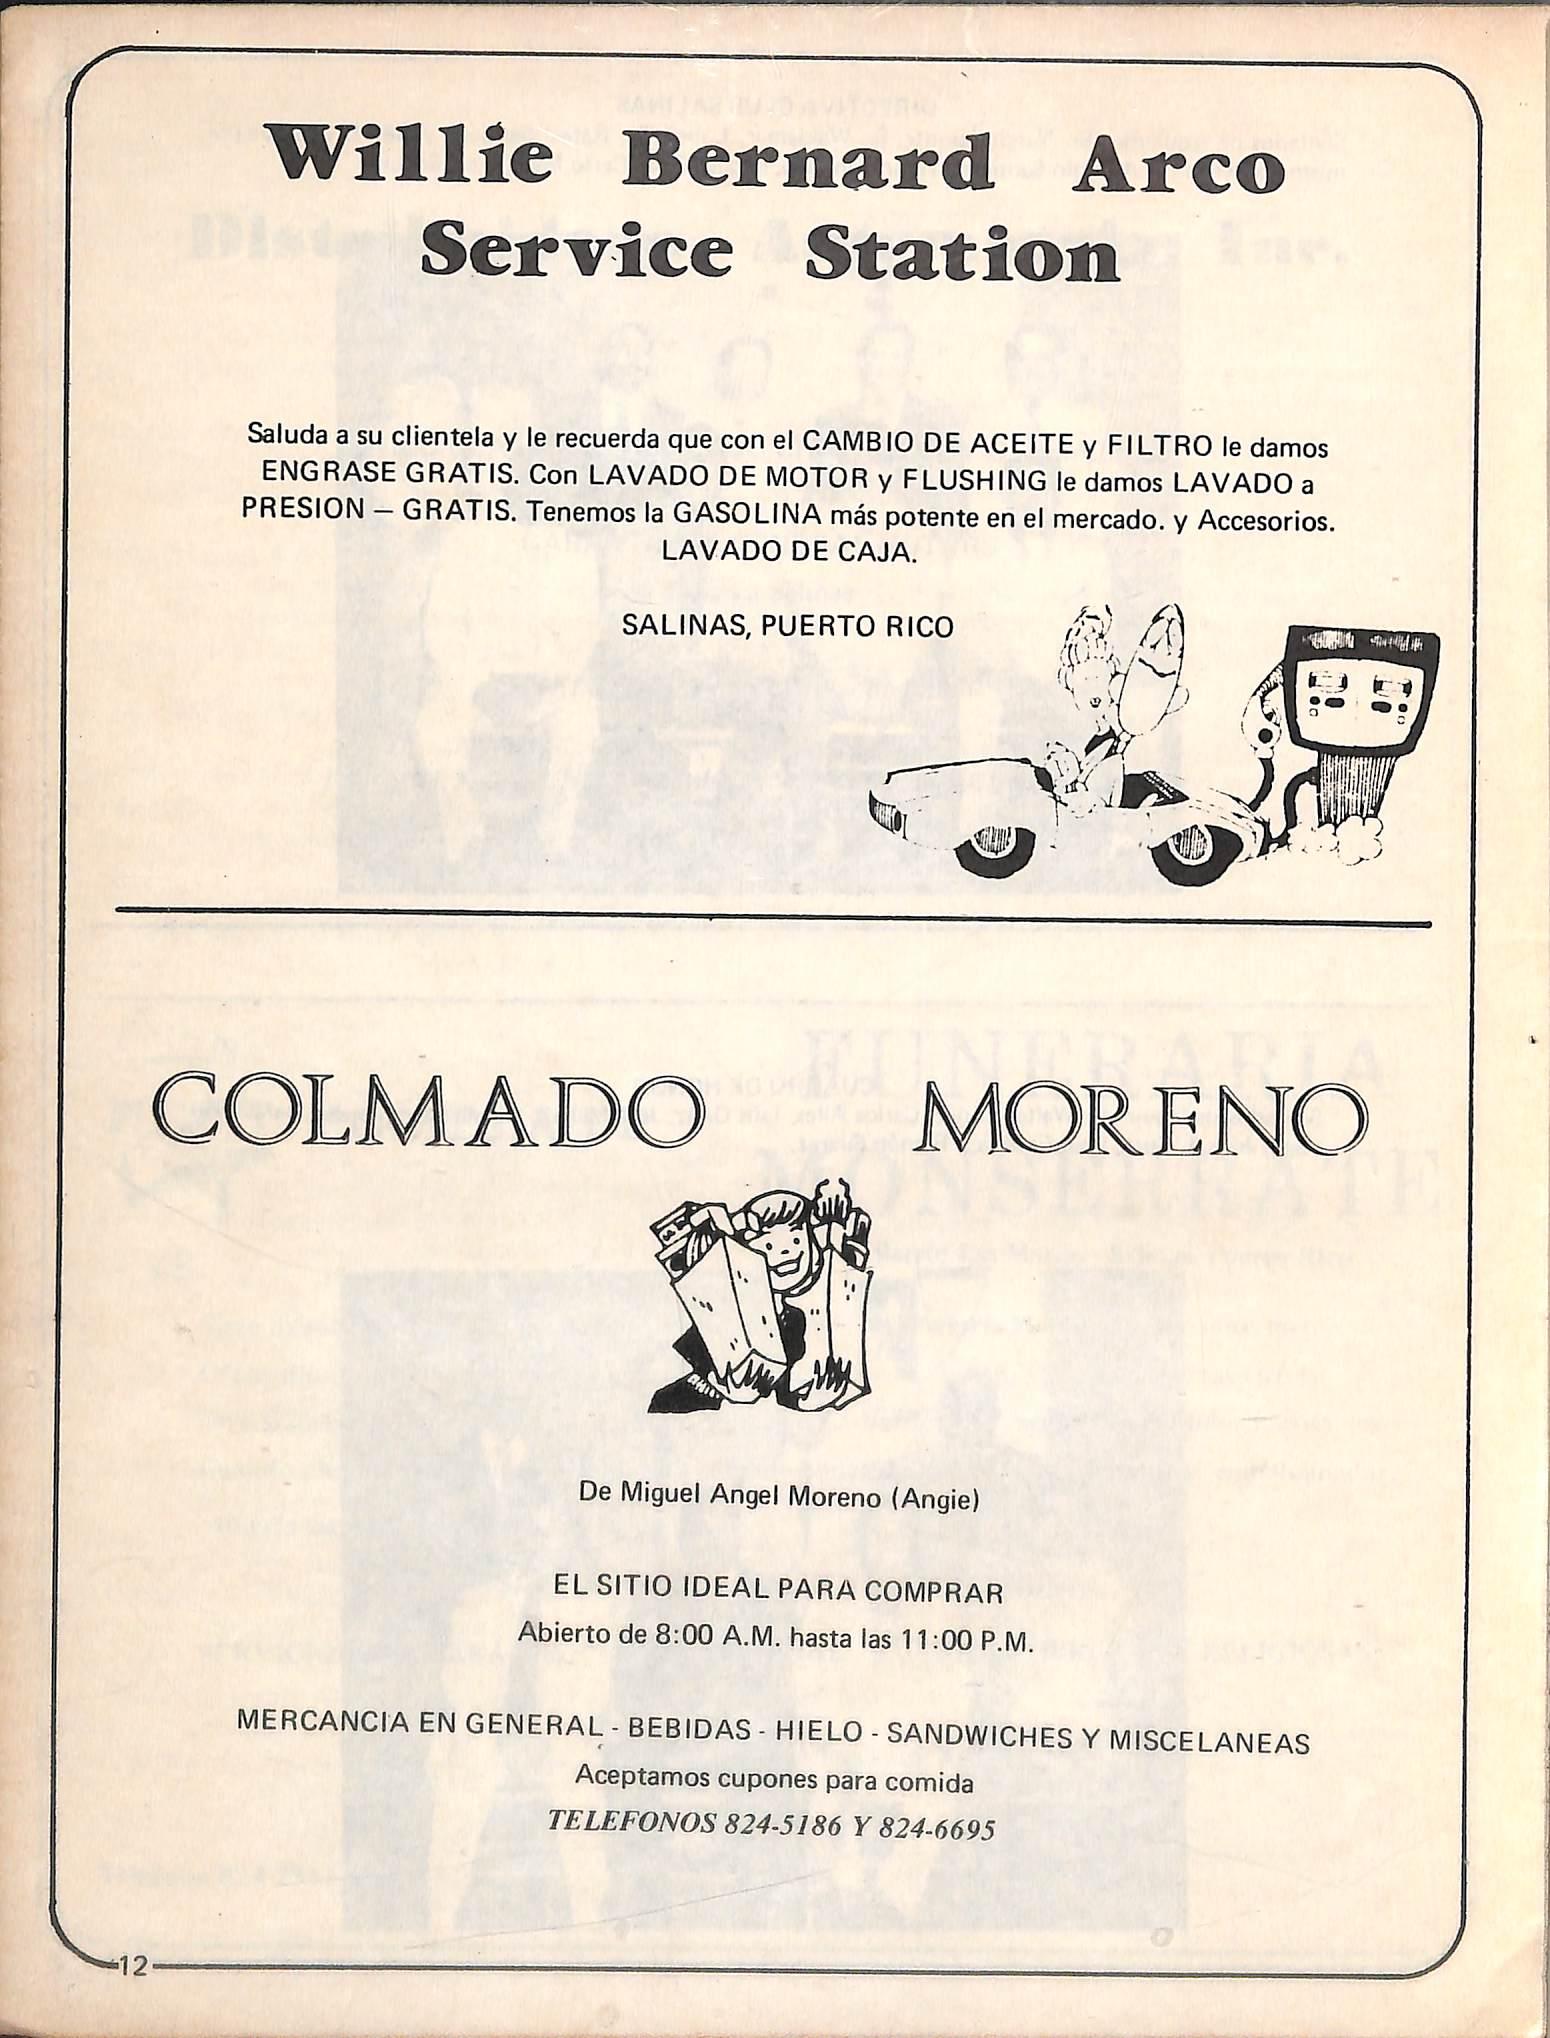 Willie Bernard Arco
Service Station
Saluda a su clientela y le recuerda que con el CAMBIO DE ACEITE y FILTRO le damos
ENGRASE GRATIS. Con LAVADO DE MOTOR y FLUSHING le damos LAVADO a
PRESION — GRATIS. Tenemos la GASOLINA más potente en el mercado. y Accesorios.
LAVADO DE CAJA.
SALINAS, PUERTO RICO
COLMADO MORENO
De Miguel Angel Moreno (Angie)
EL SITIO IDEAL PARA COMPRAR
Abierto de 8:00 A.M. hasta las 11:00 P.M.
MERCANCIA EN GENERAL - BEBIDAS - HIELO - SANDWICHES Y MISCELANEAS
Aceptamos cupones para comida
TELEFONOS 824-5186 Y 824-6695
12